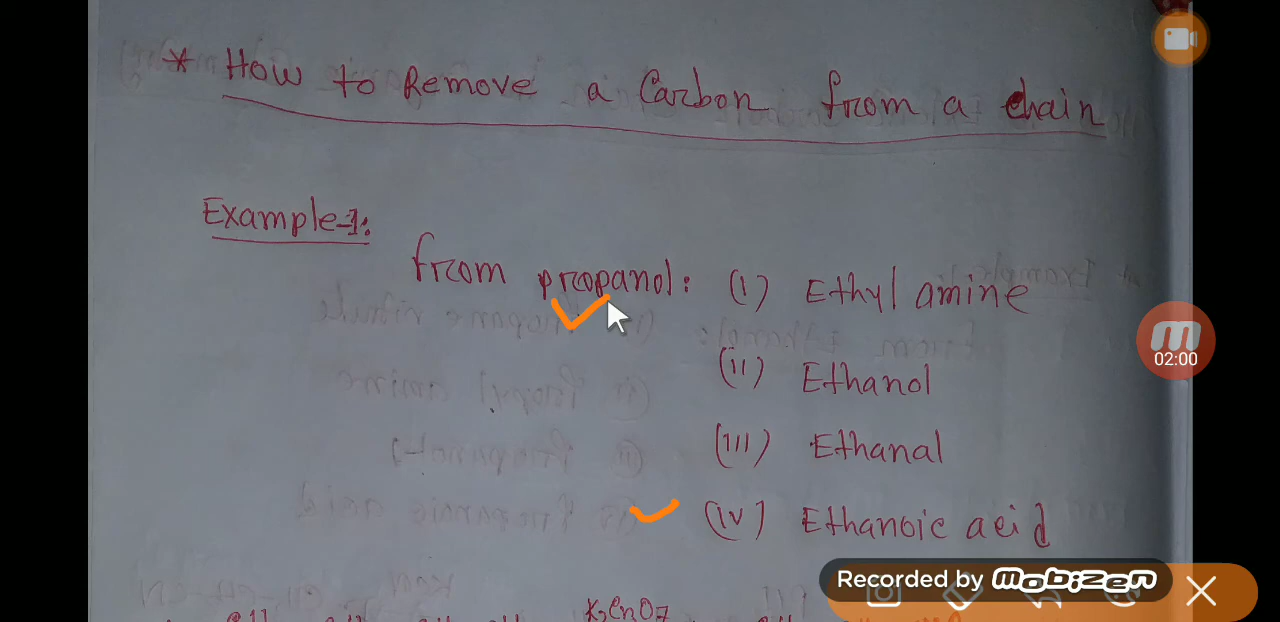 * How to Remove a Carbon from a chain
Example-1:
from propanol: (i) Ethyl amine
(ii) Ethanol
(iii) Ethanal
(iv) Ethanoic acid
K2Cr2O7
02:00
Recorded by mobizen